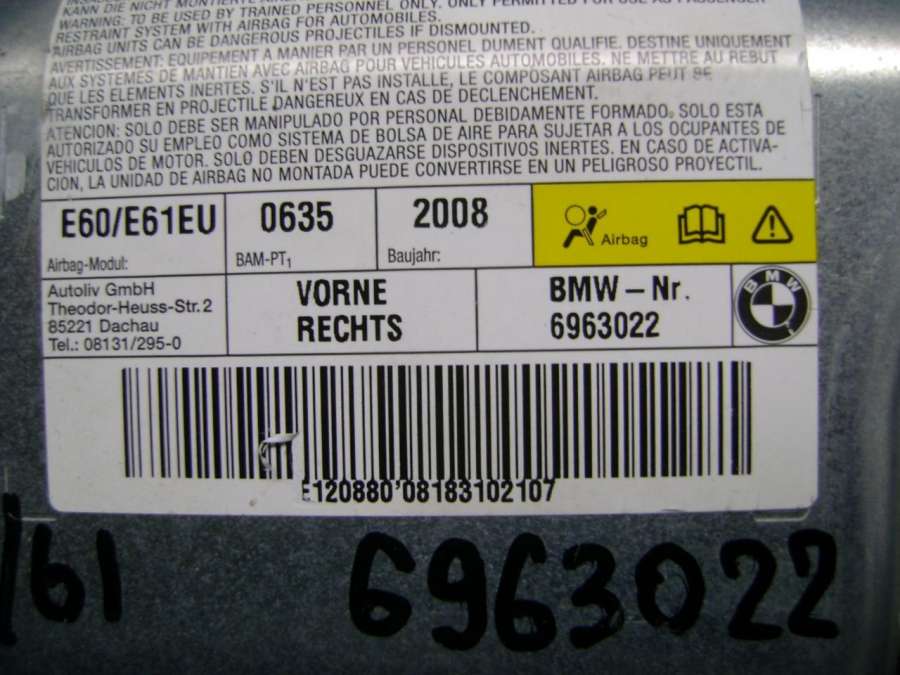 KANN DIE NICHT MONTIERTE
WARNING: TO BE USED BY TRAINED PERSONNEL ONLY. ONLY PERMITTED FOR USE AS PASSENGER
RESTRAINT SYSTEM WITH AIRBAG FOR AUTOMOBILES.
AIRBAG UNITS CAN BE DANGEROUS PROJECTILES IF DISMOUNTED.
AVERTISSEMENT: EQUIPEMENT A MANIER PAR UN PERSONEL DUMENT QUALIFIE. DESTINE UNIQUEMENT
AUX SYSTEMES DE MANTIEN AVEC AIRBAG POUR VEHICULES AUTOMOBILES. NE METTRE AU REBUT
QUE LES ELEMENTS INERTES. S'IL N'EST PAS INSTALLE, LE COMPOSANT AIRBAG PEUT SE
TRANSFORMER EN PROJECTILE DANGEREUX EN CAS DE DECLENCHEMENT.
ATENCION: SOLO DEBE SER MANIPULADO POR PERSONAL DEBIDAMENTE FORMADO. SOLO ESTA
AUTORIZADO SU EMPLEO COMO SISTEMA DE BOLSA DE AIRE PARA SUJETAR A LOS OCUPANTES DE
VEHICULOS DE MOTOR. SOLO DEBEN DESGUAZARSE DISPOSITIVOS INERTES. EN CASO DE ACTIVA-
CION, LA UNIDAD DE AIRBAG NO MONTADA PUEDE CONVERTIRSE EN UN PELIGROSO PROYECTIL.
E60/E61EU 0635 2008
Airbag
Airbag-Modul: BAM-PT1 Baujahr:
Autoliv GmbH
Theodor-Heuss-Str. 2
85221 Dachau
Tel.: 08131/295-0
VORNE
RECHTS
BMW-Nr.
6963022
BMW
E120880'08183102107
/61 6963022